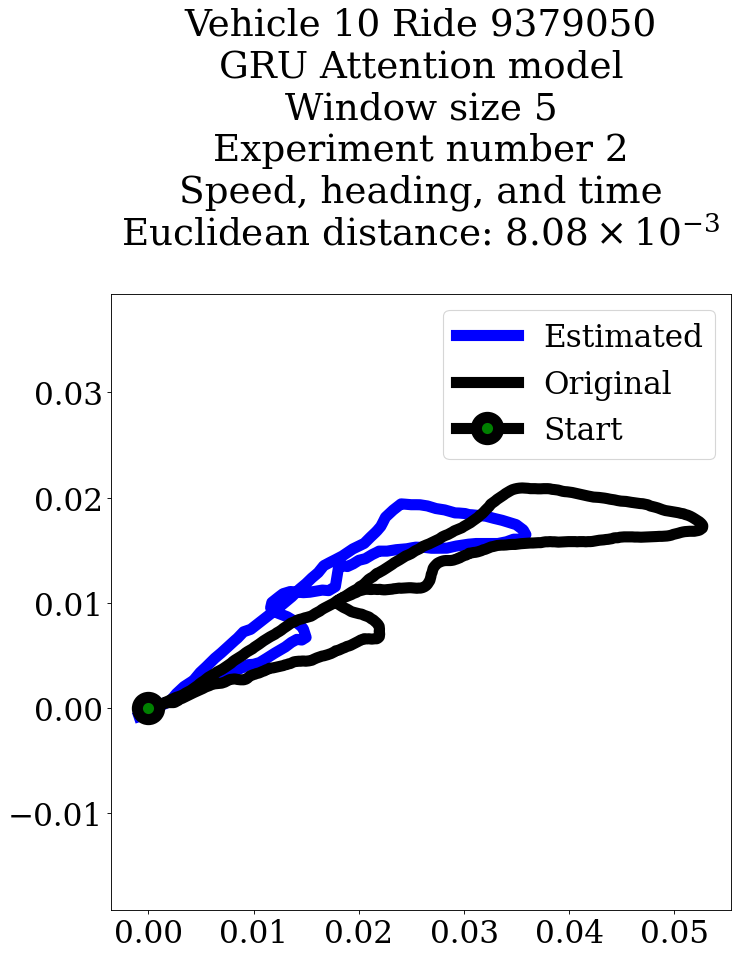 Vehicle 10 Ride 9379050
GRU Attention model
Window size 5
Experiment number 2
Speed, heading, and time
Euclidean distance: 8.08 × 10⁻³
Estimated
Original
Start
0.03
0.02
0.01
0.00
−0.01
0.00 0.01 0.02 0.03 0.04 0.05